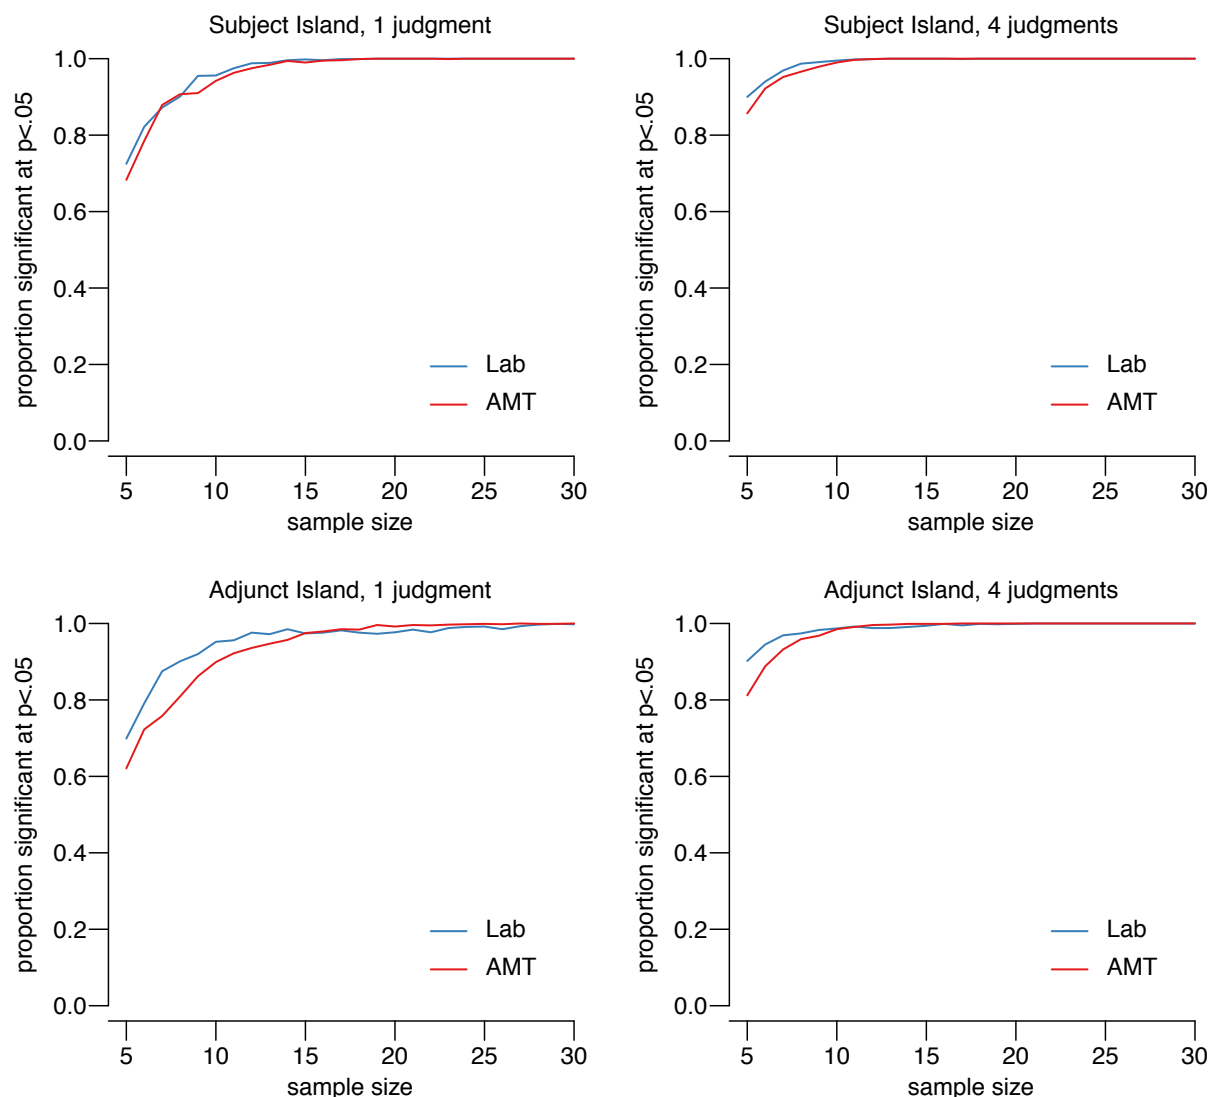 Subject Island, 1 judgment
proportion significant at p<.05
1.0
0.8
0.6
0.4
0.2
0.0
Lab
AMT
5 10 15 20 25 30
sample size
Subject Island, 4 judgments
proportion significant at p<.05
1.0
0.8
0.6
0.4
0.2
0.0
Lab
AMT
5 10 15 20 25 30
sample size
Adjunct Island, 1 judgment
proportion significant at p<.05
1.0
0.8
0.6
0.4
0.2
0.0
Lab
AMT
5 10 15 20 25 30
sample size
Adjunct Island, 4 judgments
proportion significant at p<.05
1.0
0.8
0.6
0.4
0.2
0.0
Lab
AMT
5 10 15 20 25 30
sample size